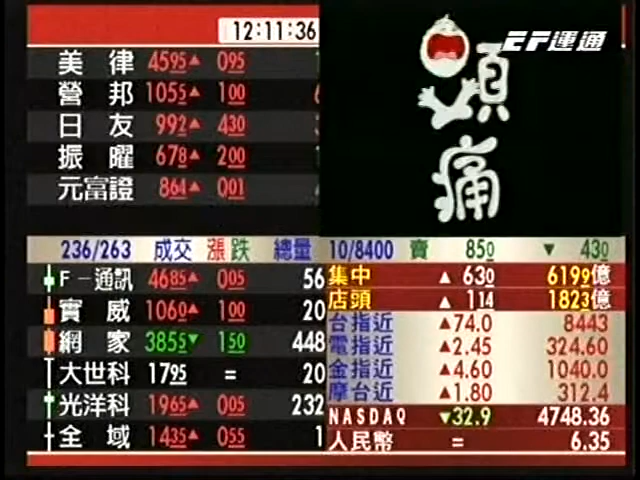 12:11:36
EF運通
美律 4595▲ 095
營邦 1055▲ 100
日友 992▲ 430
振曜 678▲ 200
元富證 864▲ 001
頭痛
236/263 成交 漲跌 總量
F－通訊 4685▲ 005 56
實威 1060▲ 100 20
網家 3855▼ 150 448
大世科 1795 = 20
光洋科 1965▲ 005 232
全域 1435▲ 055 1
10/8400 賣 850 ▼ 430
集中 ▲ 630 6199億
店頭 ▲ 114 1823億
台指近 ▲74.0 8443
電指近 ▲2.45 324.60
金指近 ▲4.60 1040.0
摩台近 ▲1.80 312.4
NASDAQ ▼32.9 4748.36
人民幣 = 6.35